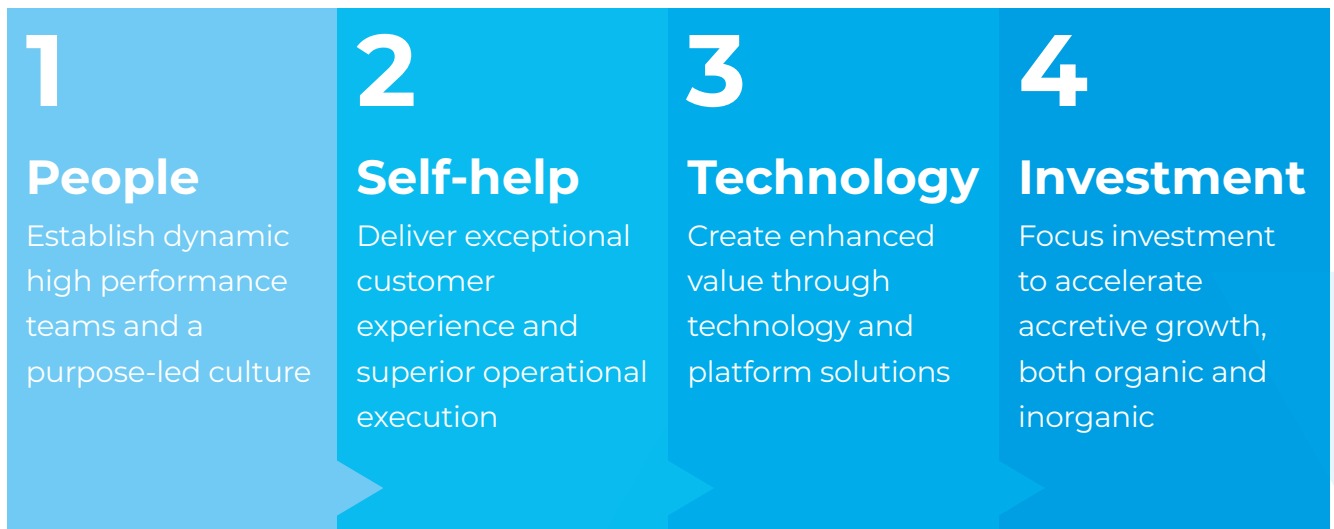 1
People
Establish dynamic
high performance
teams and a
purpose-led culture
2
Self-help
Deliver exceptional
customer
experience and
superior operational
execution
3
Technology
Create enhanced
value through
technology and
platform solutions
4
Investment
Focus investment
to accelerate
accretive growth,
both organic and
inorganic